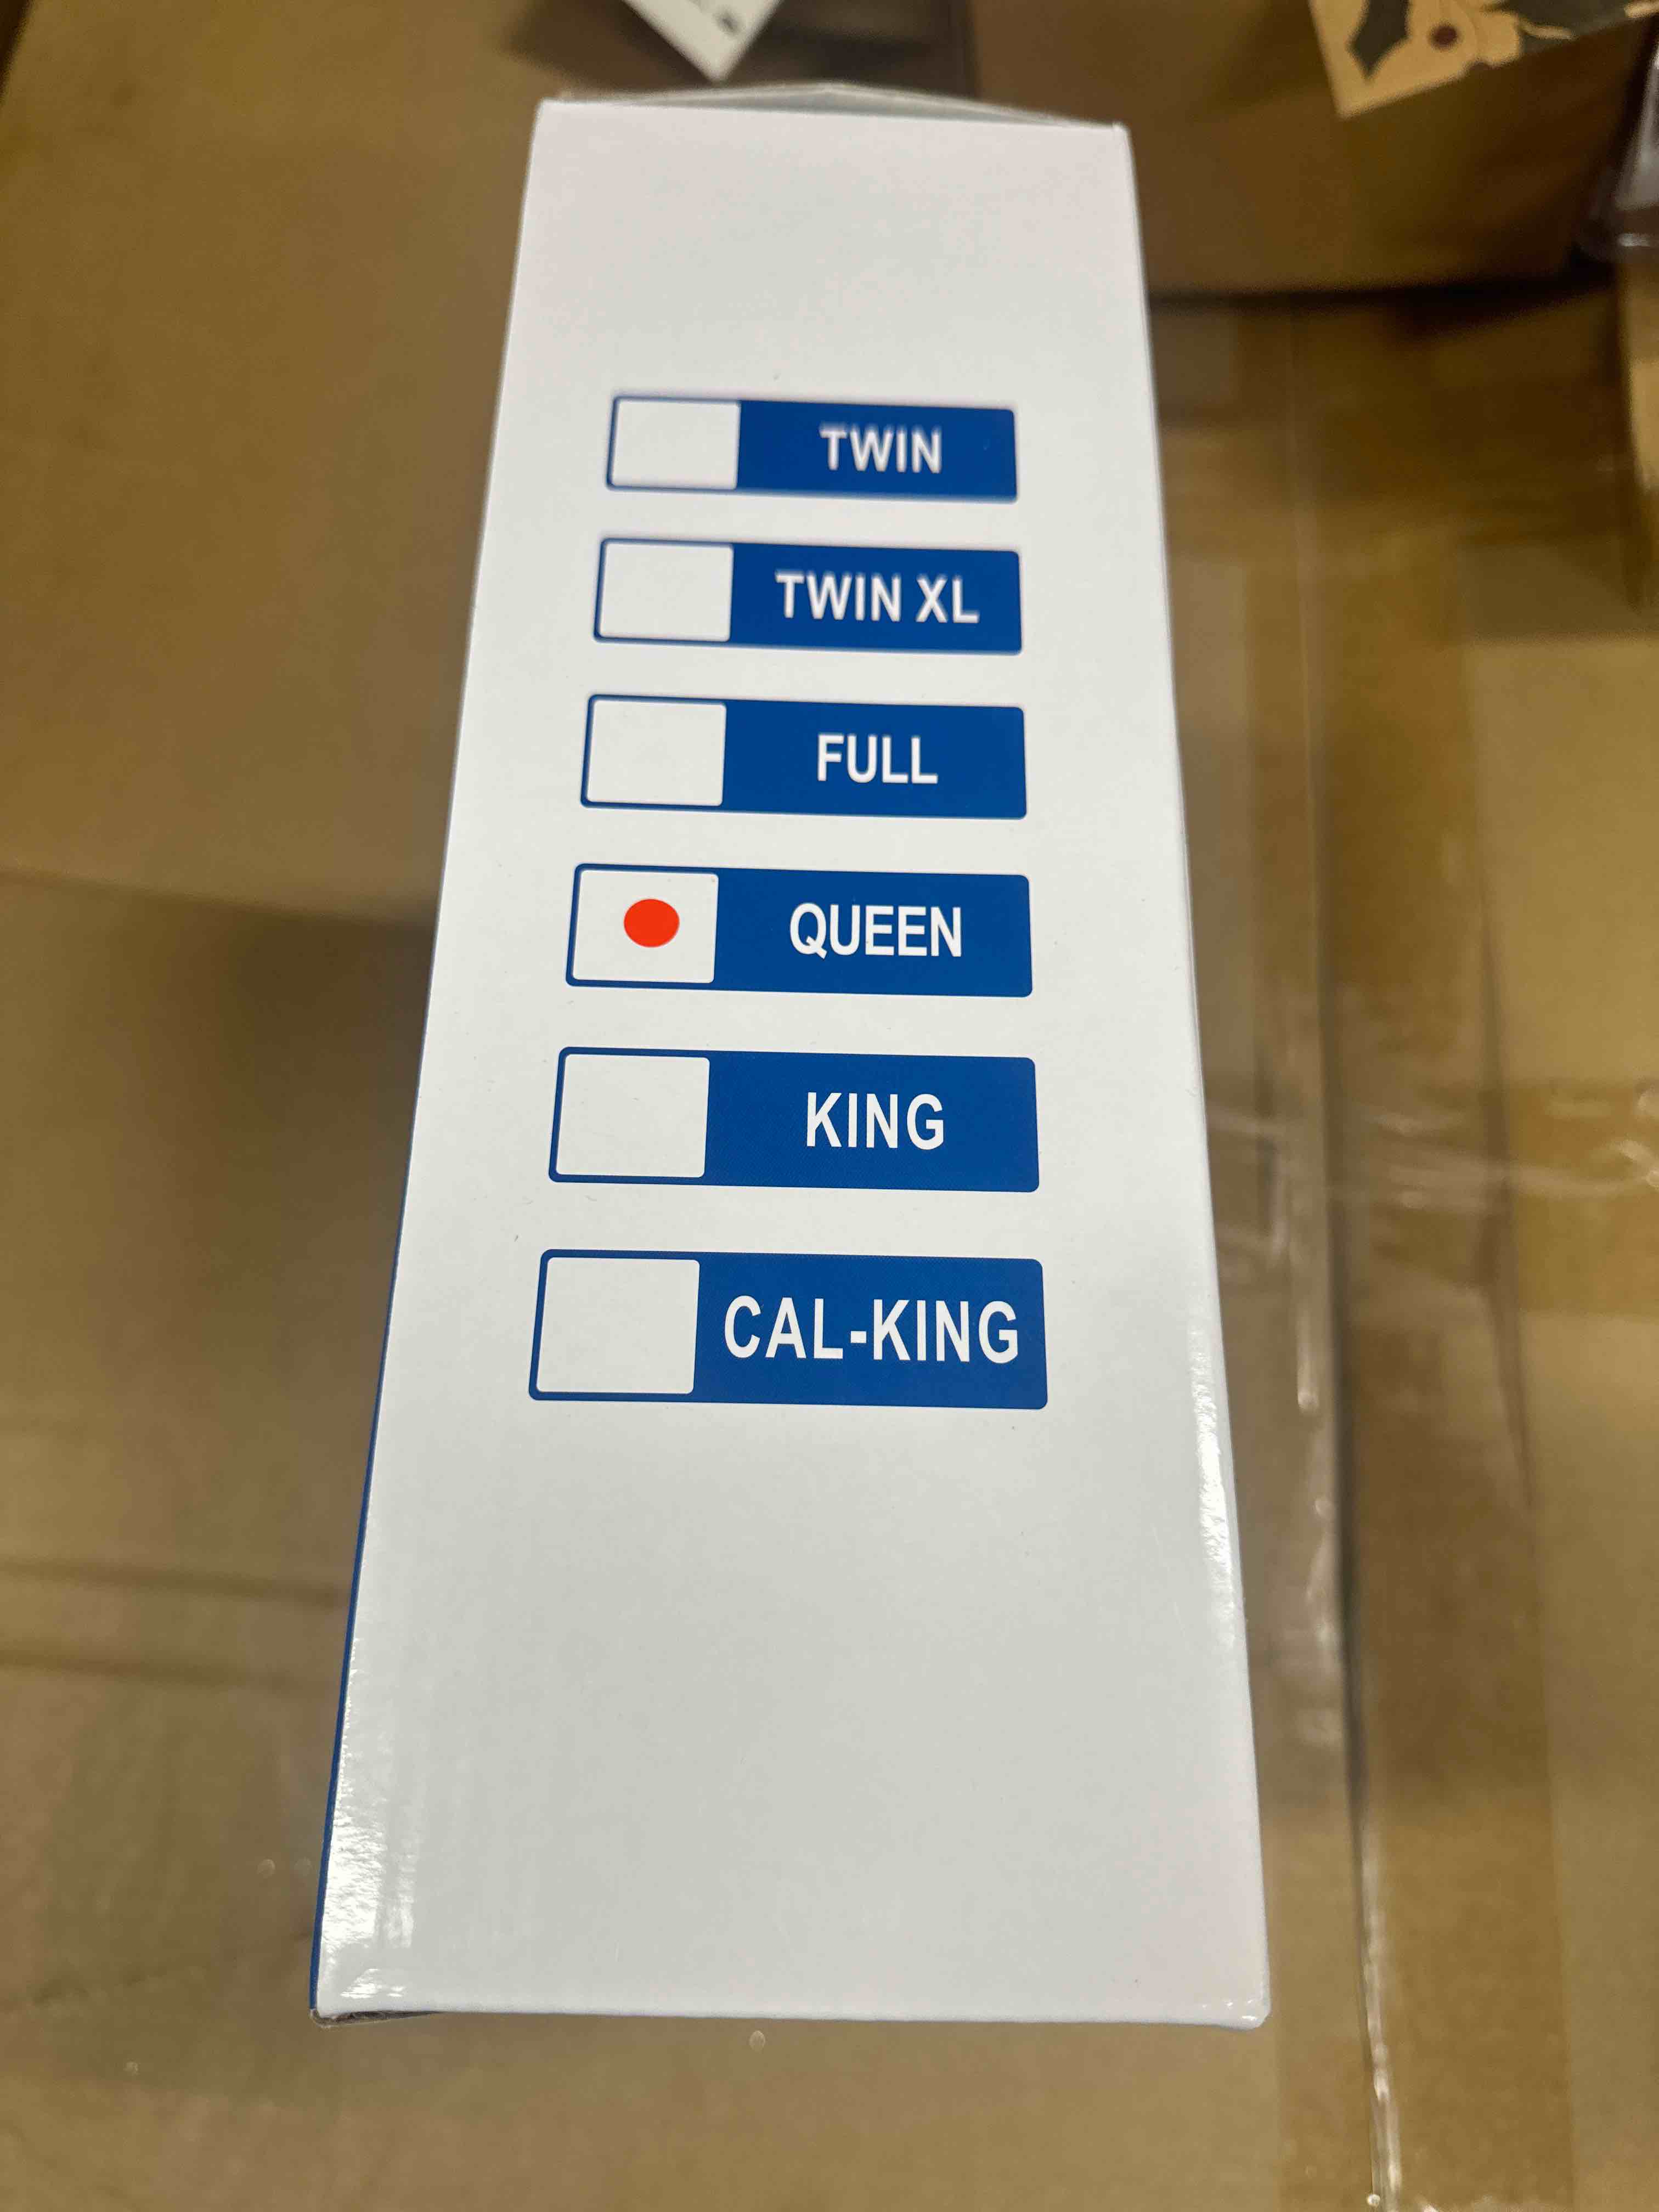 TWIN
TWIN XL
FULL
QUEEN
KING
CAL-KING